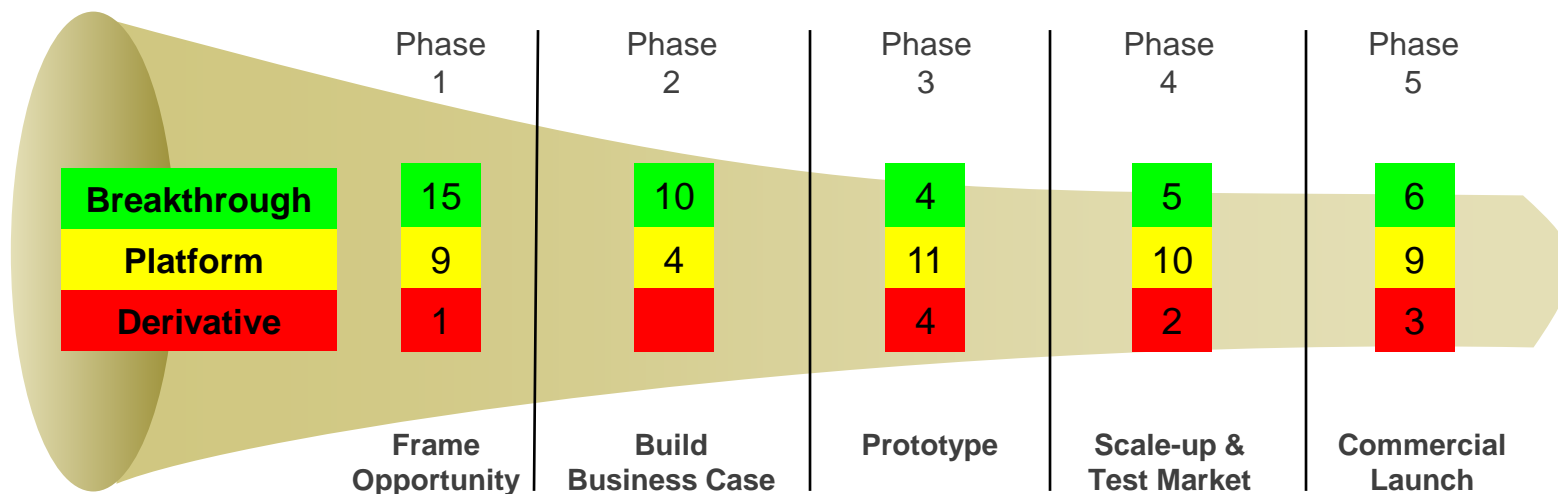 Phase Phase Phase Phase Phase
1 2 3 4 5
Breakthrough 15 10 4 5 6
Platform 9 4 11 10 9
Derivative 1 4 2 3
Frame Build Prototype Scale-up & Commercial
Opportunity Business Case Test Market Launch